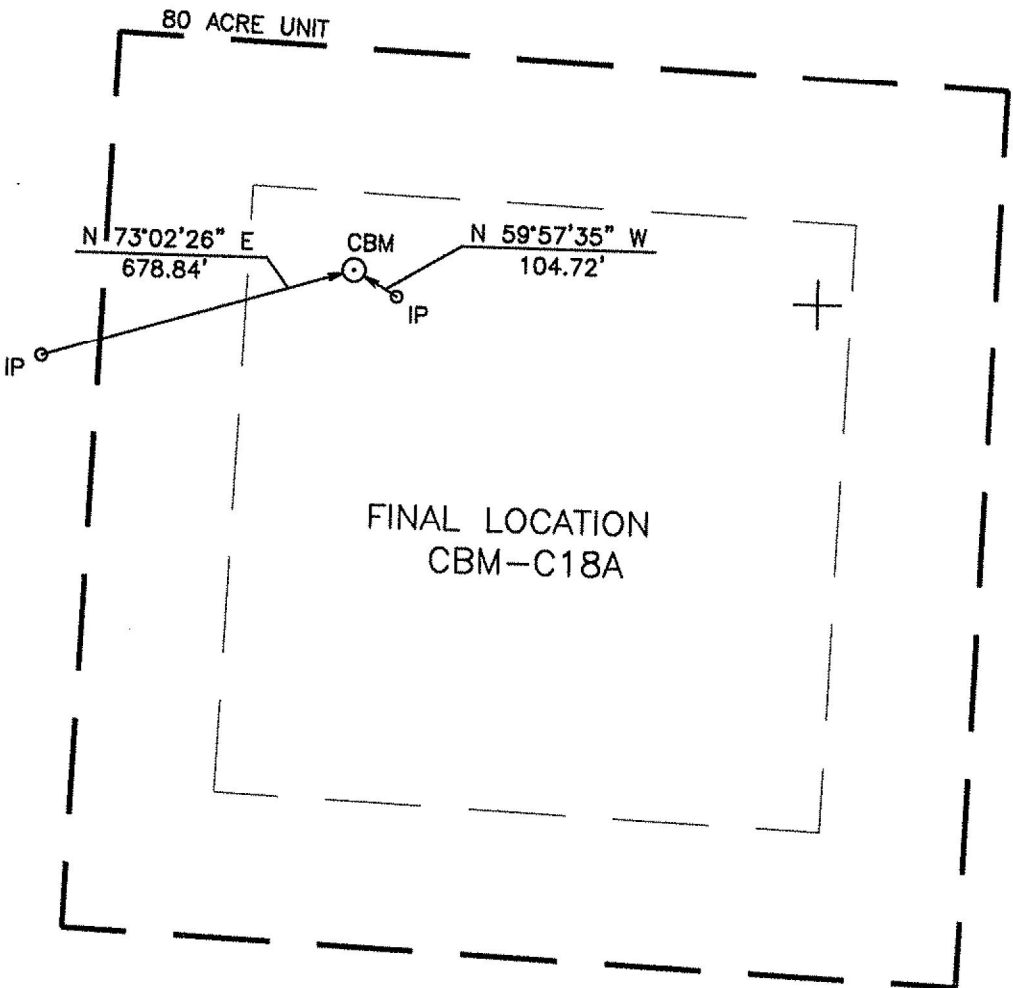 80 ACRE UNIT
N 73°02'26" E
678.84'
CBM
N 59°57'35" W
104.72'
IP
IP
FINAL LOCATION
CBM-C18A